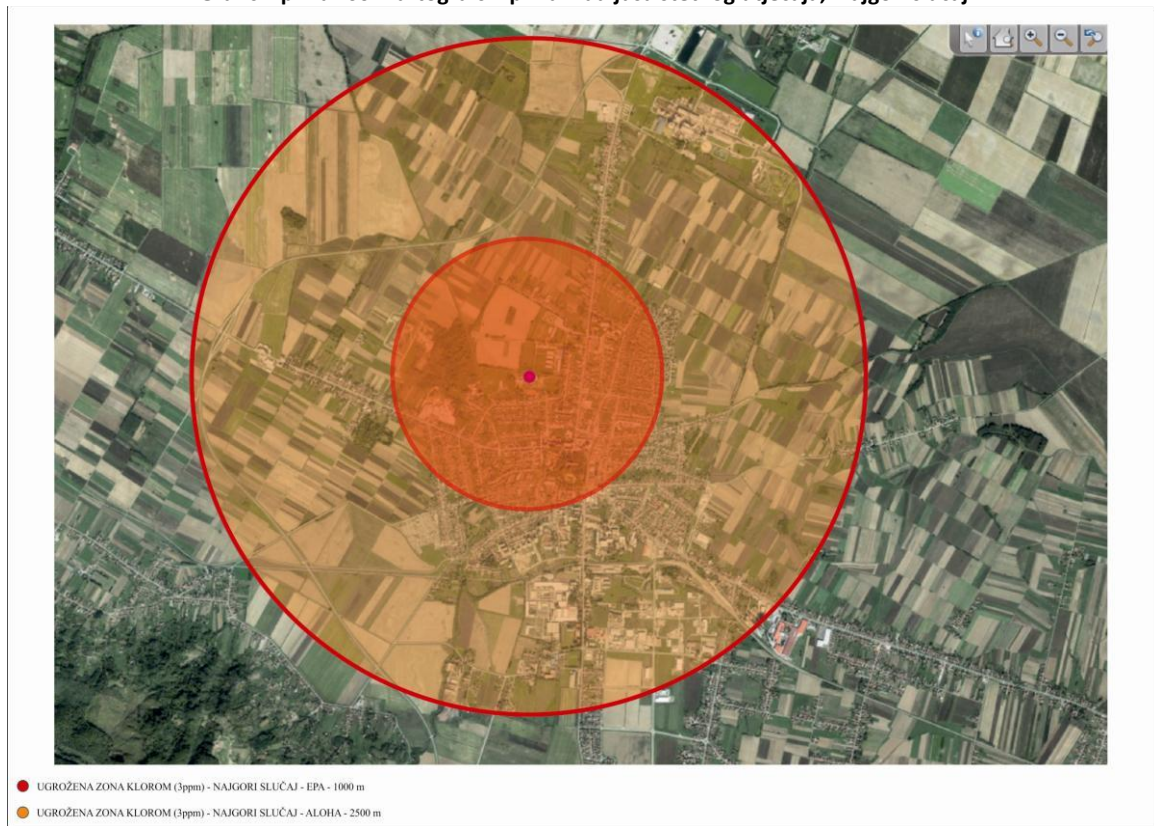 UGROŽENA ZONA KLOROM (3ppm) - NAJGORI SLUČAJ - EPA - 1000 m
UGROŽENA ZONA KLOROM (3ppm) - NAJGORI SLUČAJ - ALOHA - 2500 m